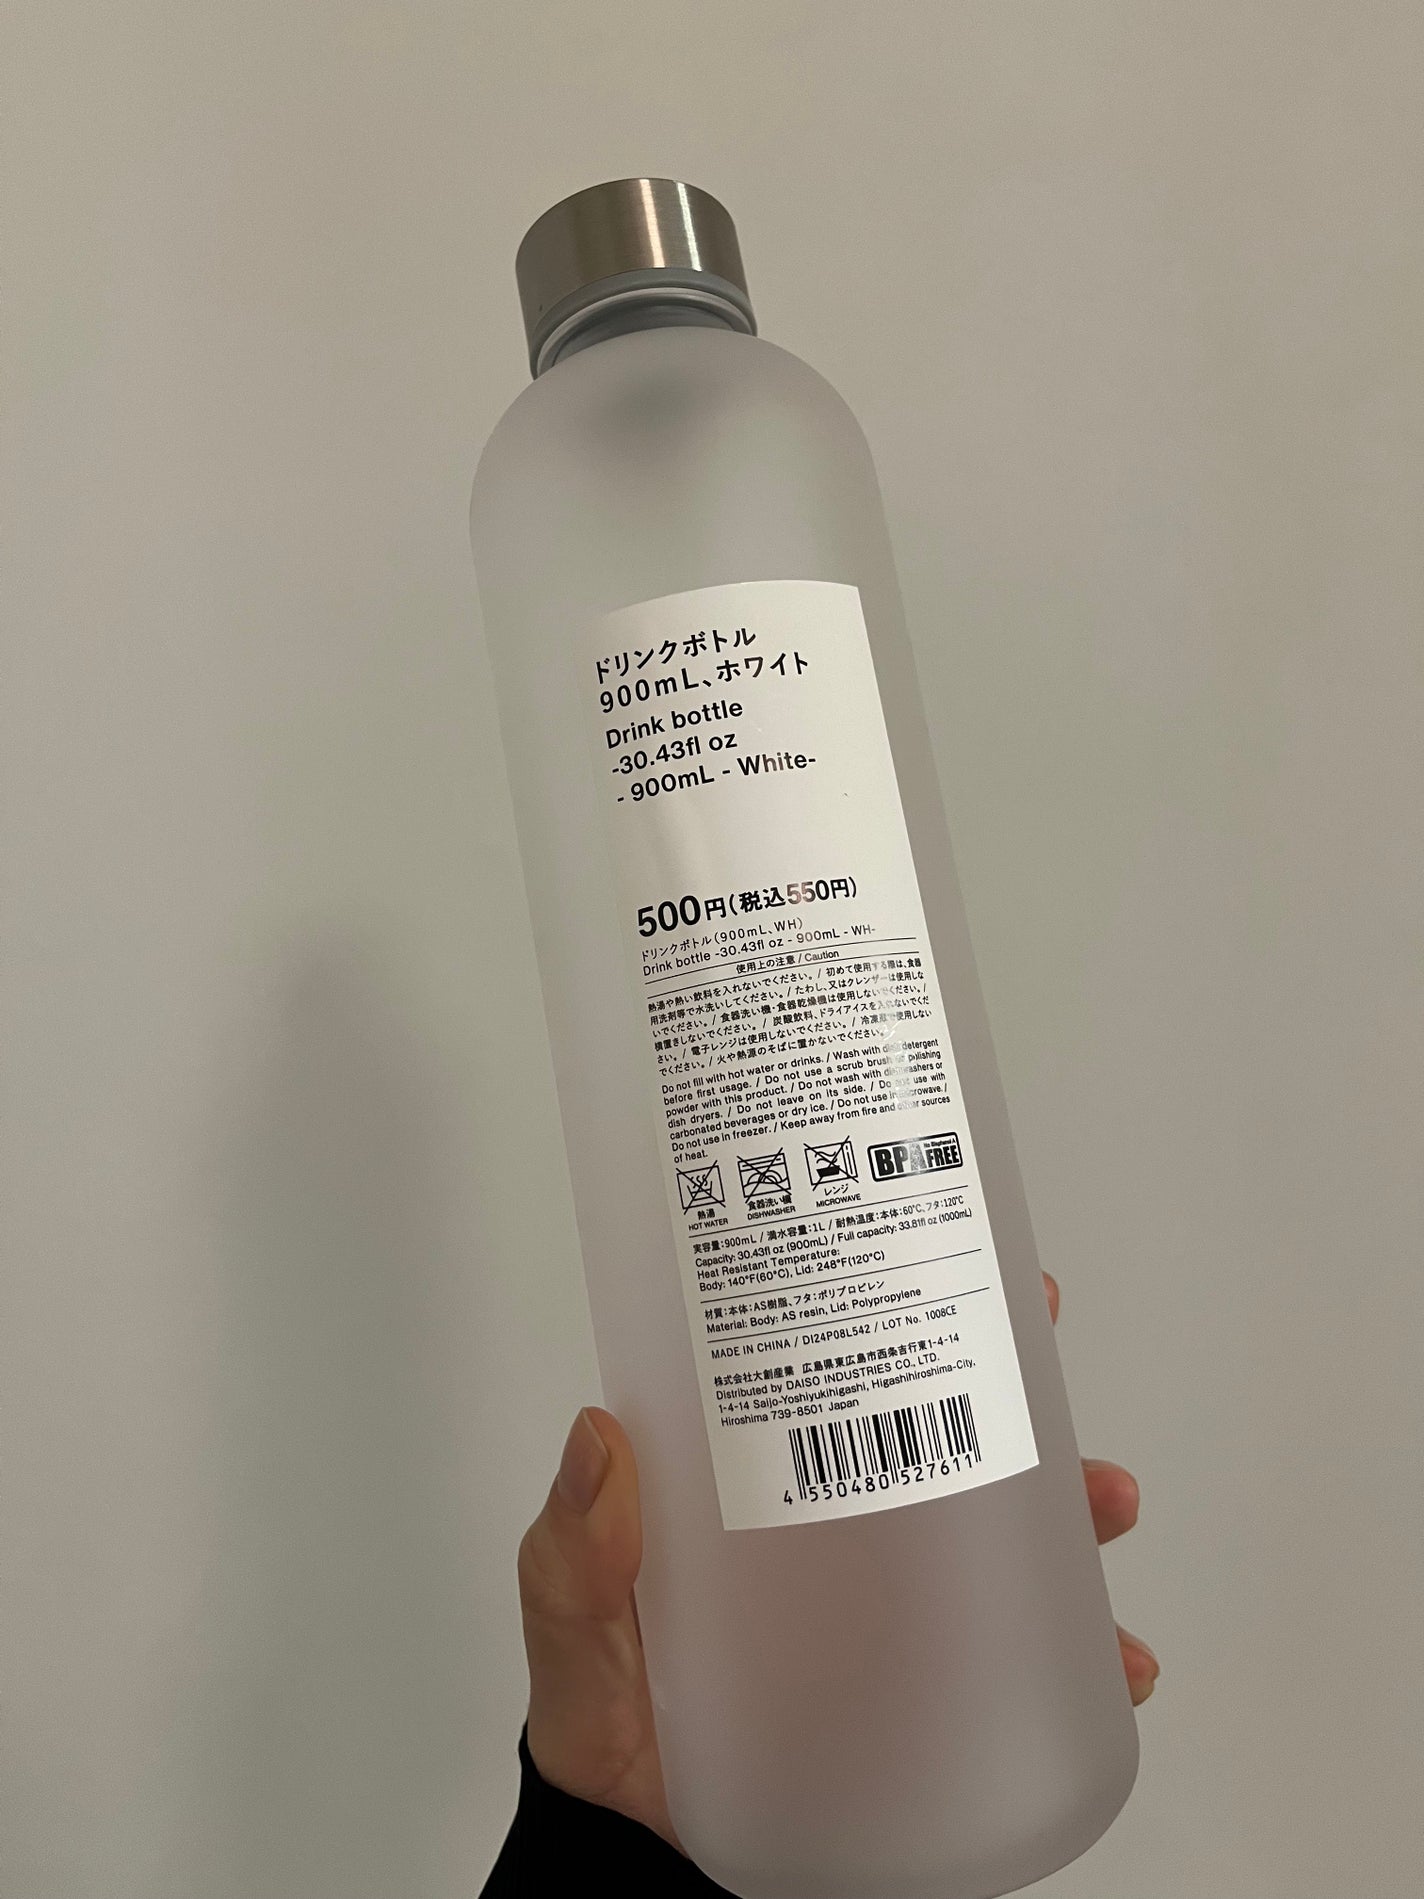 ドリンクボトル
900mL、ホワイト
Drink bottle
-30.43fl oz
- 900mL - White-
500円(税込550円)
ドリンクボトル(900mL、WH)
Drink bottle -30.43fl oz - 900mL - WH-
使用上の注意 / Caution
熱湯や熱い飲料を入れないでください。/ 初めて使用する際は、食器
用洗剤等で水洗いしてください。/ たわし、又はクレンザーは使用しな
いでください。/ 食器洗い機・食器乾燥機は使用しないでください。/
横置きしないでください。/ 炭酸飲料、ドライアイスを入れないでくだ
さい。/ 電子レンジは使用しないでください。/ 冷凍庫で使用しない
でください。/ 火や熱源のそばに置かないでください。
Do not fill with hot water or drinks. / Wash with dish detergent
before first usage. / Do not use a scrub brush or polishing
powder with this product. / Do not wash with dishwashers or
dish dryers. / Do not leave on its side. / Do not use with
carbonated beverages or dry ice. / Do not use in microwave. /
Do not use in freezer. / Keep away from fire and other sources
of heat.
熱湯
HOT WATER
食器洗い機
DISHWASHER
レンジ
MICROWAVE
No Bisphenol A
BPA FREE
実容量:900mL / 満水容量:1L / 耐熱温度:本体:60℃、フタ:120℃
Capacity: 30.43fl oz (900mL) / Full capacity: 33.81fl oz (1000mL)
Heat Resistant Temperature:
Body: 140°F(60°C), Lid: 248°F(120°C)
材質:本体:AS樹脂、フタ:ポリプロピレン
Material: Body: AS resin, Lid: Polypropylene
MADE IN CHINA / DI24P08L542 / LOT No. 1008CE
株式会社大創産業 広島県東広島市西条吉行東1-4-14
Distributed by DAISO INDUSTRIES CO., LTD.
1-4-14 Saijo-Yoshiyukihigashi, Higashihiroshima-City,
Hiroshima 739-8501 Japan
4 550480 527611